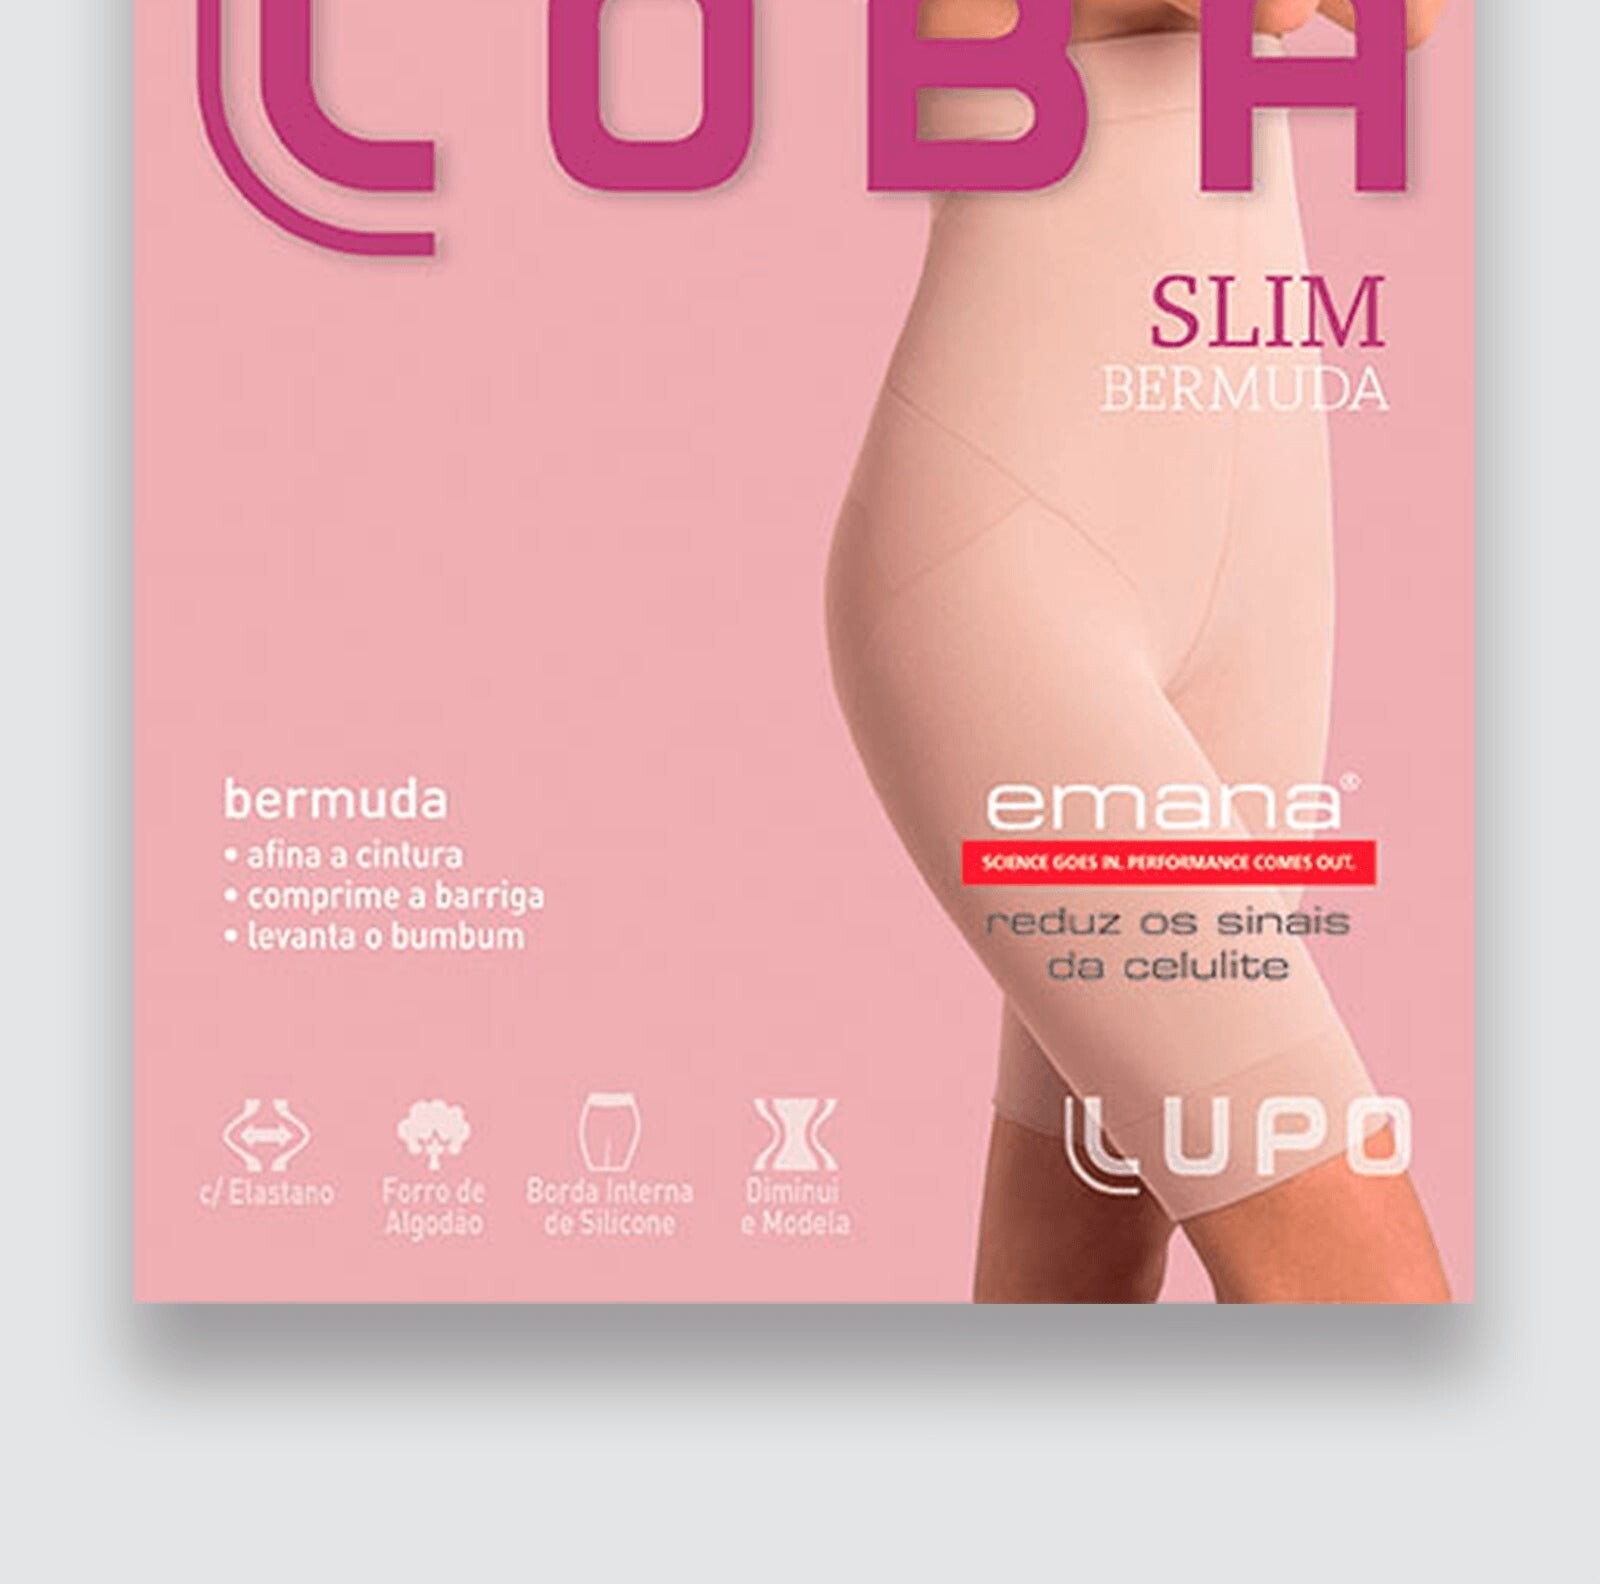 LOBA
SLIM
BERMUDA
bermuda
• afina a cintura
• comprime a barriga
• levanta o bumbum
emana®
SCIENCE GOES IN. PERFORMANCE COMES OUT.
reduz os sinais
da celulite
LUPO
c/ Elastano
Forro de
Algodão
Borda Interna
de Silicone
Diminui
e Modela